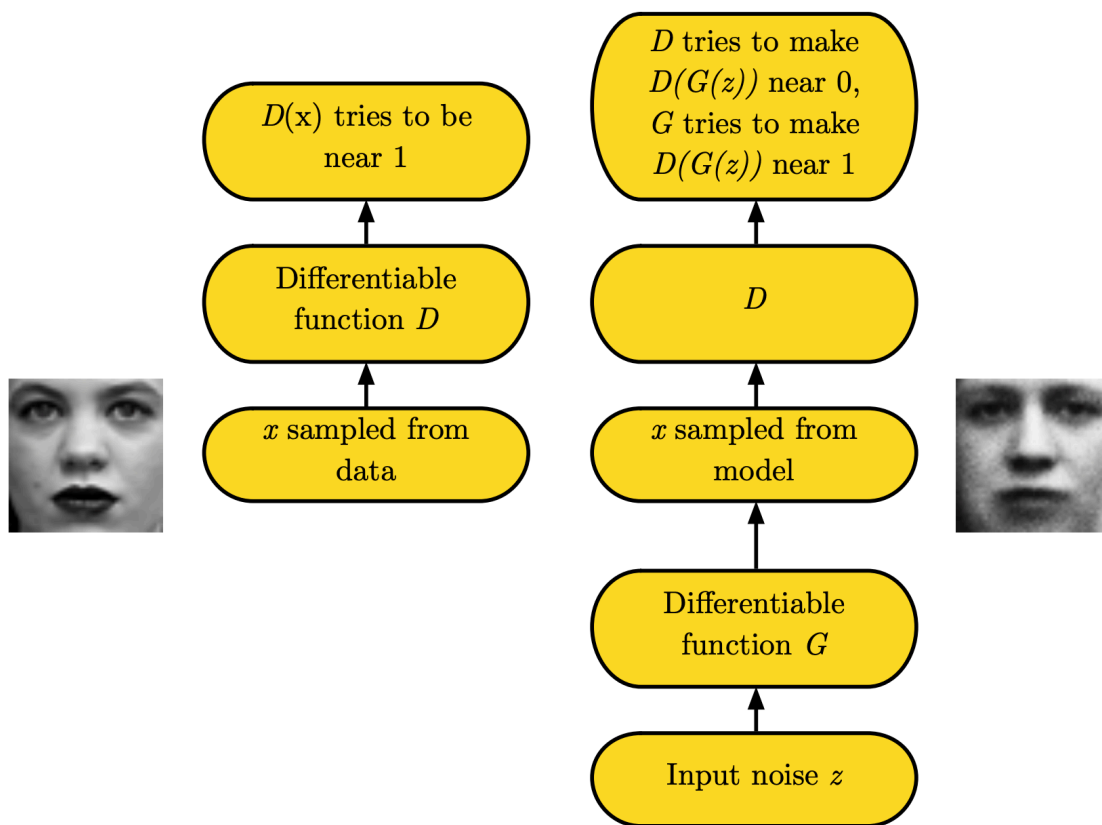 D(x) tries to be
near 1
Differentiable
function D
x sampled from
data
D tries to make
D(G(z)) near 0,
G tries to make
D(G(z)) near 1
D
x sampled from
model
Differentiable
function G
Input noise z